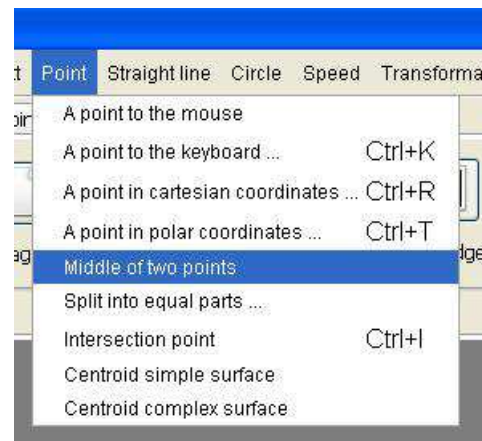 Point Straight line Circle Speed
A point to the mouse
A point to the keyboard ... Ctrl+K
A point in cartesian coordinates ... Ctrl+R
A point in polar coordinates ... Ctrl+T
Middle of two points
Split into equal parts ...
Intersection point Ctrl+I
Centroid simple surface
Centroid complex surface